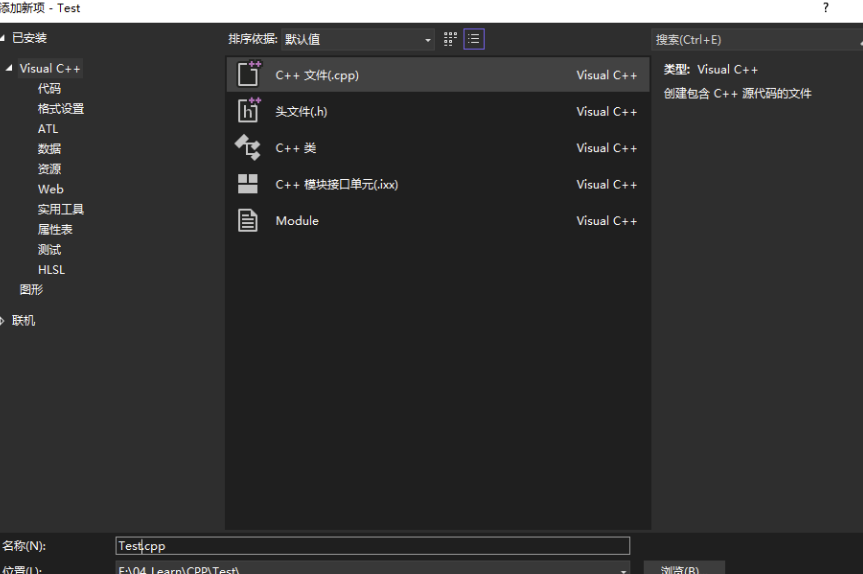 添加新项 - Test
?
已安装
排序依据: 默认值
搜索(Ctrl+E)
Visual C++
代码
格式设置
ATL
数据
资源
Web
实用工具
属性表
测试
HLSL
图形
联机
C++ 文件(.cpp) Visual C++
头文件(.h) Visual C++
C++ 类 Visual C++
C++ 模块接口单元(.ixx) Visual C++
Module Visual C++
类型: Visual C++
创建包含 C++ 源代码的文件
名称(N): Test.cpp
位置(L): F:\04 Learn\CPP\Test\ 浏览(B)